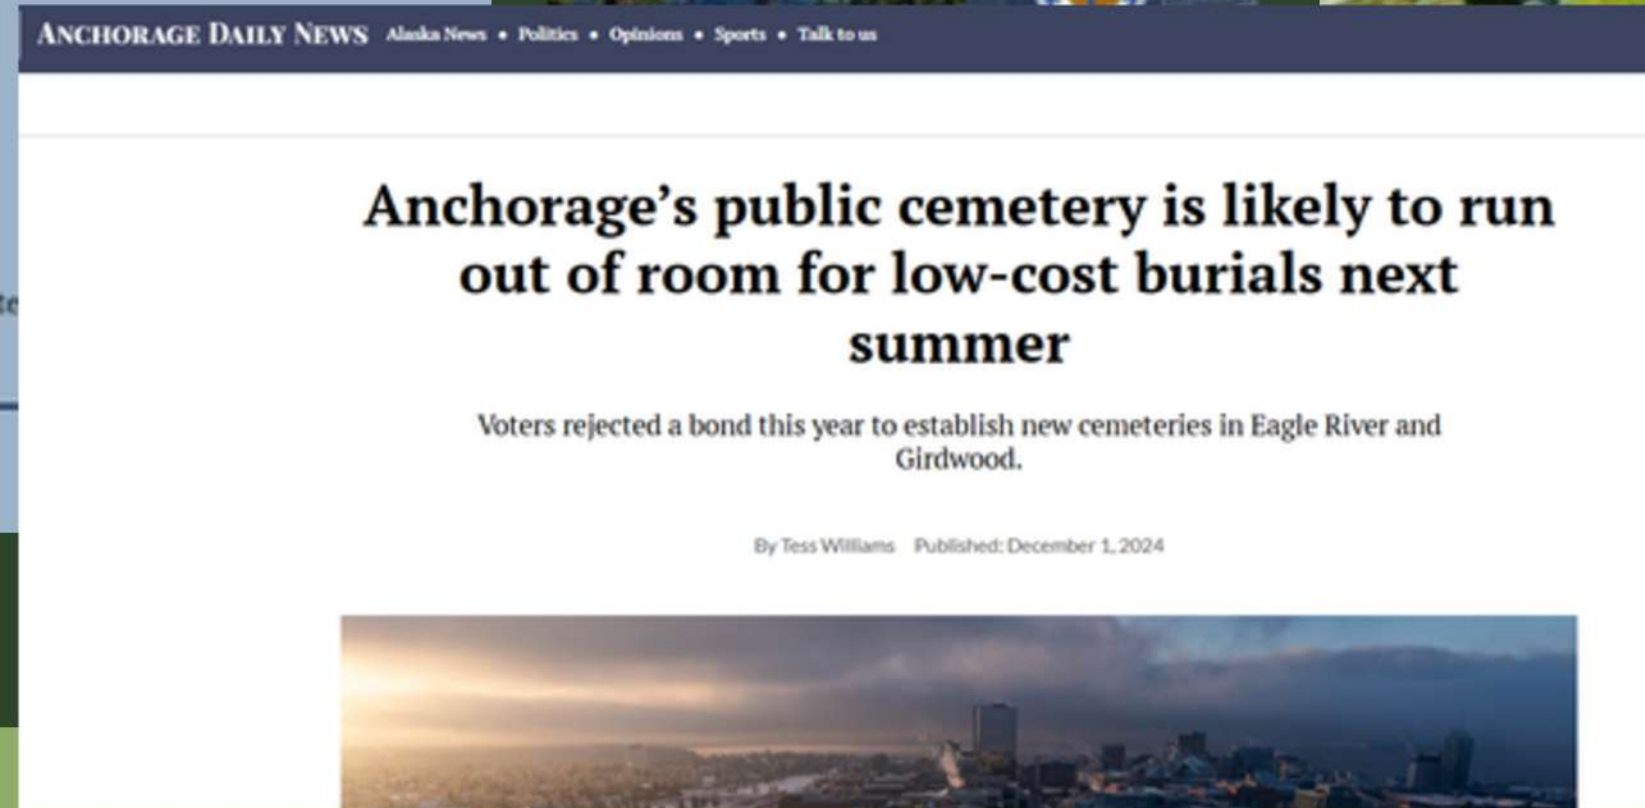 ANCHORAGE DAILY NEWS Alaska News • Politics • Opinions • Sports • Talk to us
Anchorage’s public cemetery is likely to run
out of room for low-cost burials next
summer
Voters rejected a bond this year to establish new cemeteries in Eagle River and
Girdwood.
By Tess Williams Published: December 1, 2024